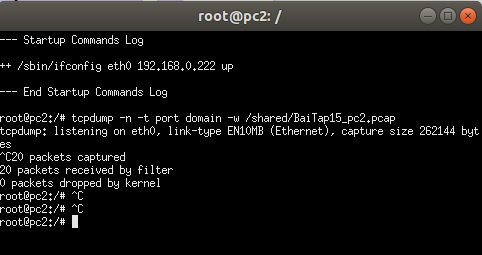 root@pc2: /
--- Startup Commands Log
++ /sbin/ifconfig eth0 192.168.0.222 up
--- End Startup Commands Log
root@pc2:/# tcpdump -n -t port domain -w /shared/BaiTap15_pc2.pcap
tcpdump: listening on eth0, link-type EN10MB (Ethernet), capture size 262144 byt
es
^C20 packets captured
20 packets received by filter
0 packets dropped by kernel
root@pc2:/# ^C
root@pc2:/# ^C
root@pc2:/#